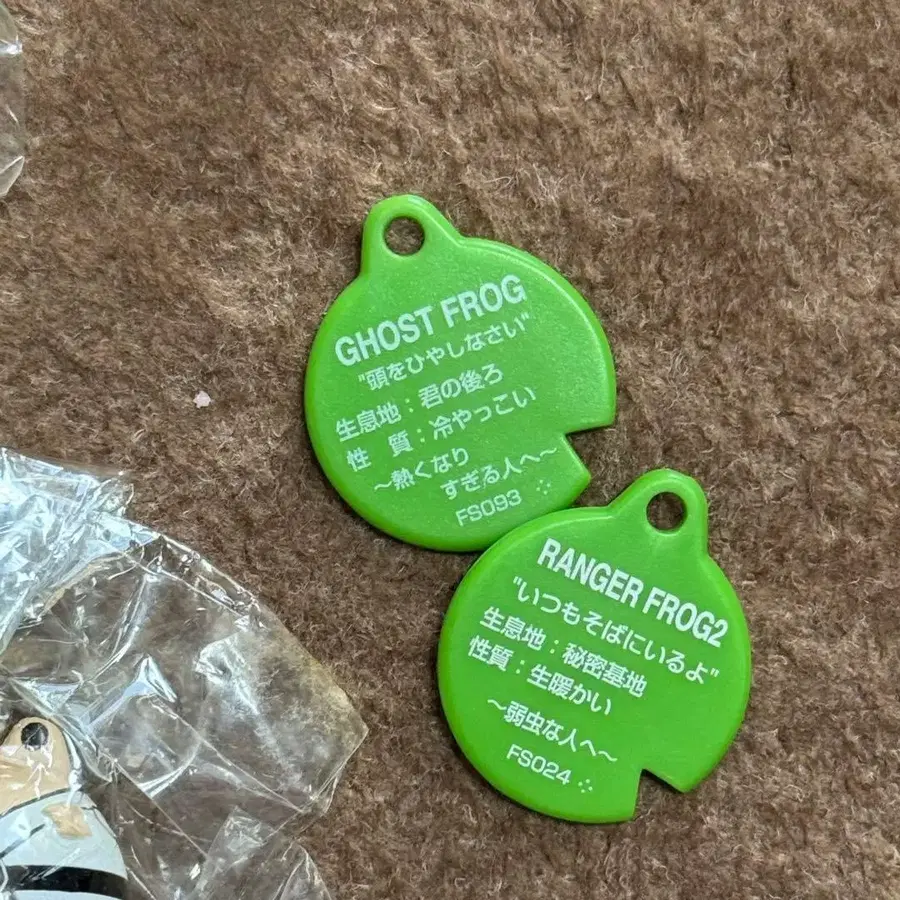 GHOST FROG
"頭をひやしなさい"
生息地：君の後ろ
性　質：冷やっこい
～熱くなり
すぎる人へ～
FS093
RANGER FROG2
"いつもそばにいるよ"
生息地：秘密基地
性質：生暖かい
～弱虫な人へ～
FS024